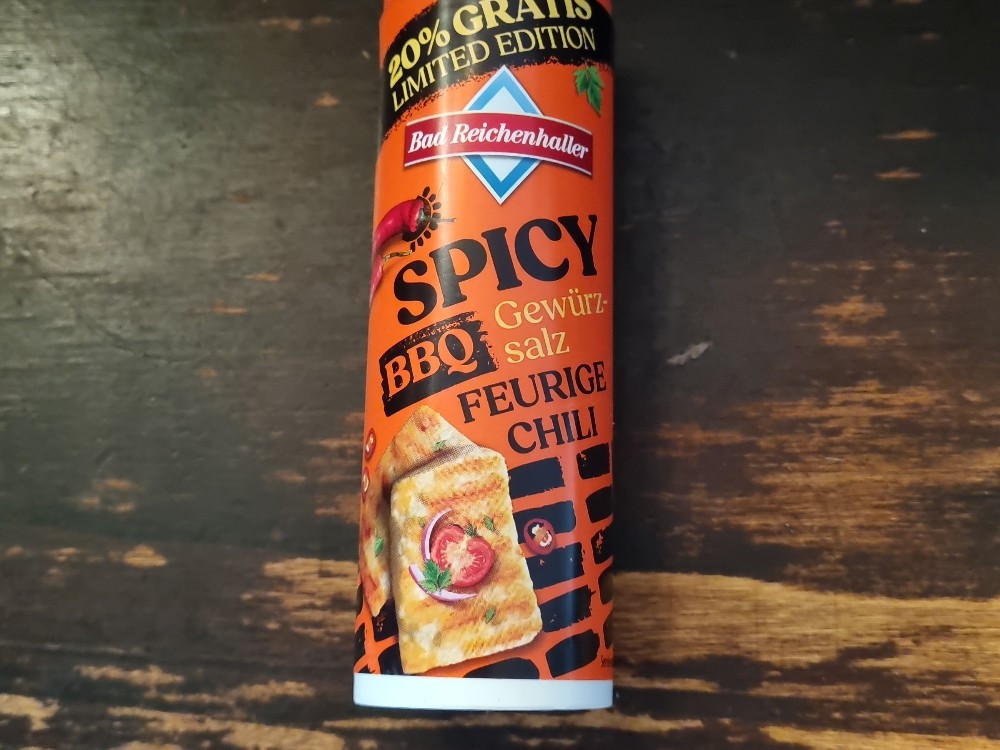 20% GRATIS
LIMITED EDITION
Bad Reichenhaller
SPICY
BBQ
Gewürz-
salz
FEURIGE
CHILI